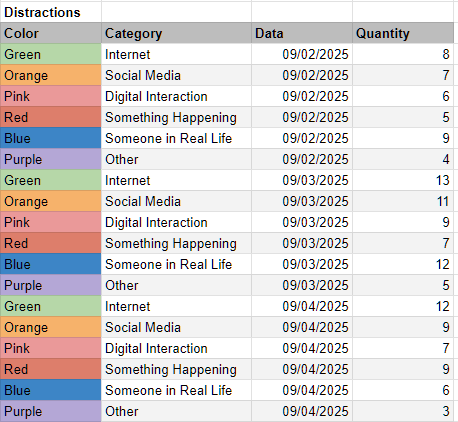 Distractions
Color Category Data Quantity
Green Internet 09/02/2025 8
Orange Social Media 09/02/2025 7
Pink Digital Interaction 09/02/2025 6
Red Something Happening 09/02/2025 5
Blue Someone in Real Life 09/02/2025 9
Purple Other 09/02/2025 4
Green Internet 09/03/2025 13
Orange Social Media 09/03/2025 11
Pink Digital Interaction 09/03/2025 9
Red Something Happening 09/03/2025 7
Blue Someone in Real Life 09/03/2025 12
Purple Other 09/03/2025 5
Green Internet 09/04/2025 12
Orange Social Media 09/04/2025 9
Pink Digital Interaction 09/04/2025 7
Red Something Happening 09/04/2025 9
Blue Someone in Real Life 09/04/2025 6
Purple Other 09/04/2025 3